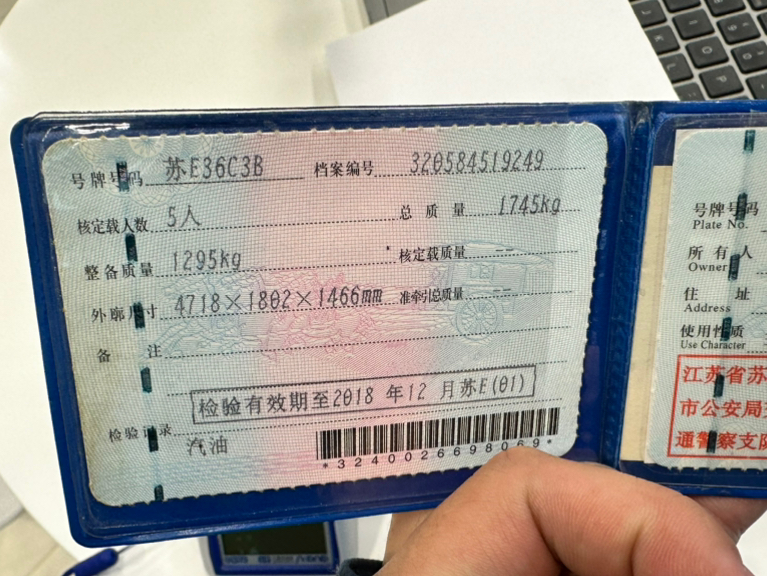 号牌号码 苏E36C3B 档案编号 320584519249
核定载人数 5人 总质量 1745kg
整备质量 1295kg 核定载质量 --
外廓尺寸 4718×1802×1466mm 准牵引总质量 --
备注
检验有效期至2018年12月苏E(01)
检验记录
汽油
*3240026698069*
号牌号码
Plate No.
所有人
Owner
住址
Address
使用性质
Use Character
江苏省苏
市公安局
通警察支队